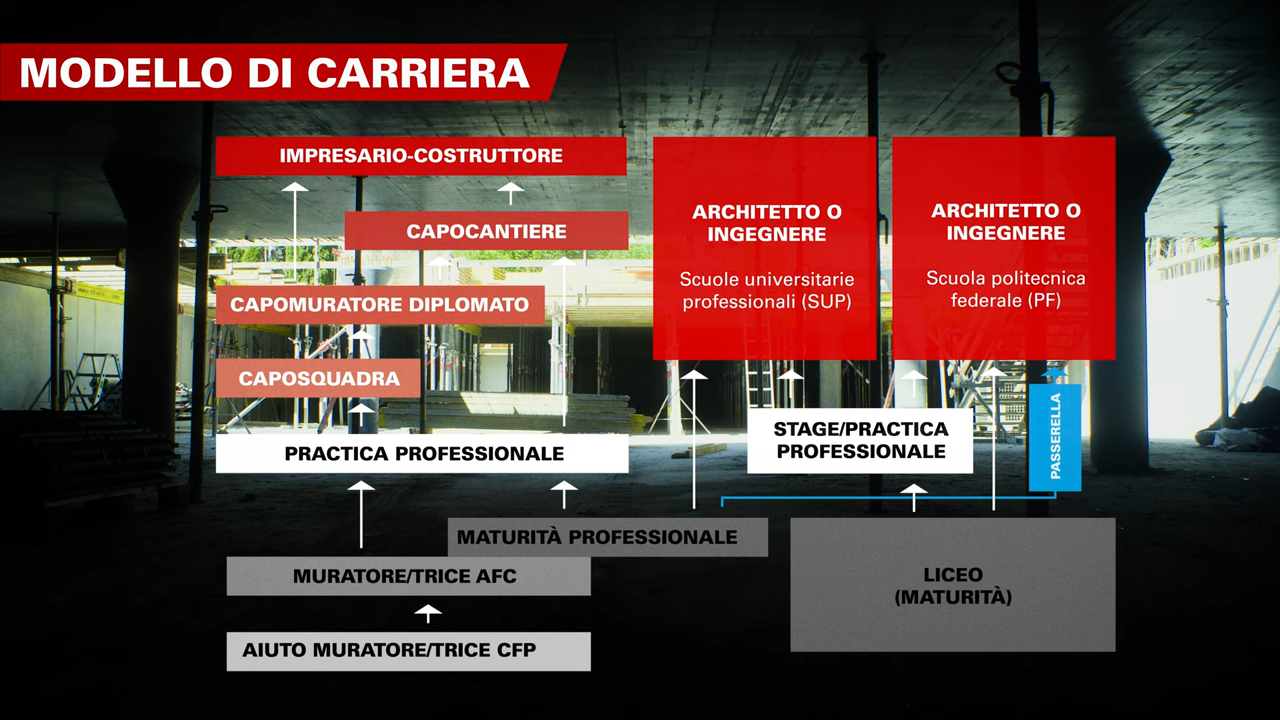 MODELLO DI CARRIERA
IMPRESARIO-COSTRUTTORE
CAPOCANTIERE
CAPOMURATORE DIPLOMATO
CAPOSQUADRA
PRACTICA PROFESSIONALE
ARCHITETTO O
INGEGNERE
Scuole universitarie
professionali (SUP)
ARCHITETTO O
INGEGNERE
Scuola politecnica
federale (PF)
STAGE/PRACTICA
PROFESSIONALE
PASSERELLA
MATURITÀ PROFESSIONALE
MURATORE/TRICE AFC
AIUTO MURATORE/TRICE CFP
LICEO
(MATURITÀ)